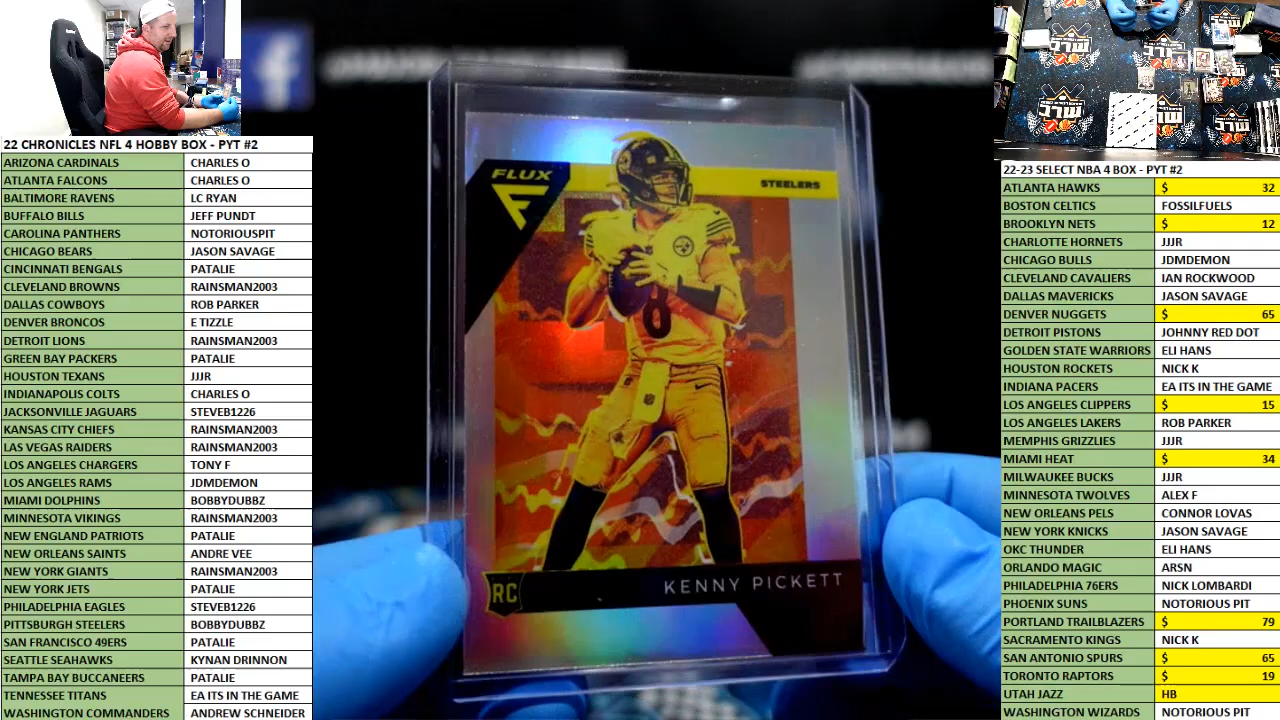 22 CHRONICLES NFL 4 HOBBY BOX - PYT #2
ARIZONA CARDINALS CHARLES O
ATLANTA FALCONS CHARLES O
BALTIMORE RAVENS LC RYAN
BUFFALO BILLS JEFF PUNDT
CAROLINA PANTHERS NOTORIOUSPIT
CHICAGO BEARS JASON SAVAGE
CINCINNATI BENGALS PATALIE
CLEVELAND BROWNS RAINSMAN2003
DALLAS COWBOYS ROB PARKER
DENVER BRONCOS E TIZZLE
DETROIT LIONS RAINSMAN2003
GREEN BAY PACKERS PATALIE
HOUSTON TEXANS JJJR
INDIANAPOLIS COLTS CHARLES O
JACKSONVILLE JAGUARS STEVEB1226
KANSAS CITY CHIEFS RAINSMAN2003
LAS VEGAS RAIDERS RAINSMAN2003
LOS ANGELES CHARGERS TONY F
LOS ANGELES RAMS JDMDEMON
MIAMI DOLPHINS BOBBYDUBBZ
MINNESOTA VIKINGS RAINSMAN2003
NEW ENGLAND PATRIOTS PATALIE
NEW ORLEANS SAINTS ANDRE VEE
NEW YORK GIANTS RAINSMAN2003
NEW YORK JETS PATALIE
PHILADELPHIA EAGLES STEVEB1226
PITTSBURGH STEELERS BOBBYDUBBZ
SAN FRANCISCO 49ERS PATALIE
SEATTLE SEAHAWKS KYNAN DRINNON
TAMPA BAY BUCCANEERS PATALIE
TENNESSEE TITANS EA ITS IN THE GAME
WASHINGTON COMMANDERS ANDREW SCHNEIDER
FLUX
F
STEELERS
8
RC
KENNY PICKETT
22-23 SELECT NBA 4 BOX - PYT #2
ATLANTA HAWKS $ 32
BOSTON CELTICS FOSSILFUELS
BROOKLYN NETS $ 12
CHARLOTTE HORNETS JJJR
CHICAGO BULLS JDMDEMON
CLEVELAND CAVALIERS IAN ROCKWOOD
DALLAS MAVERICKS JASON SAVAGE
DENVER NUGGETS $ 65
DETROIT PISTONS JOHNNY RED DOT
GOLDEN STATE WARRIORS ELI HANS
HOUSTON ROCKETS NICK K
INDIANA PACERS EA ITS IN THE GAME
LOS ANGELES CLIPPERS $ 15
LOS ANGELES LAKERS ROB PARKER
MEMPHIS GRIZZLIES JJJR
MIAMI HEAT $ 34
MILWAUKEE BUCKS JJJR
MINNESOTA TWOLVES ALEX F
NEW ORLEANS PELS CONNOR LOVAS
NEW YORK KNICKS JASON SAVAGE
OKC THUNDER ELI HANS
ORLANDO MAGIC ARSN
PHILADELPHIA 76ERS NICK LOMBARDI
PHOENIX SUNS NOTORIOUS PIT
PORTLAND TRAILBLAZERS $ 79
SACRAMENTO KINGS NICK K
SAN ANTONIO SPURS $ 65
TORONTO RAPTORS $ 19
UTAH JAZZ HB
WASHINGTON WIZARDS NOTORIOUS PIT